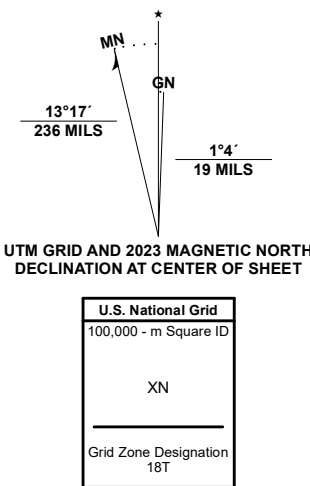 ★
MN
GN
13°17´
236 MILS
1°4´
19 MILS
UTM GRID AND 2023 MAGNETIC NORTH
DECLINATION AT CENTER OF SHEET
U.S. National Grid
100,000 - m Square ID
XN
Grid Zone Designation
18T